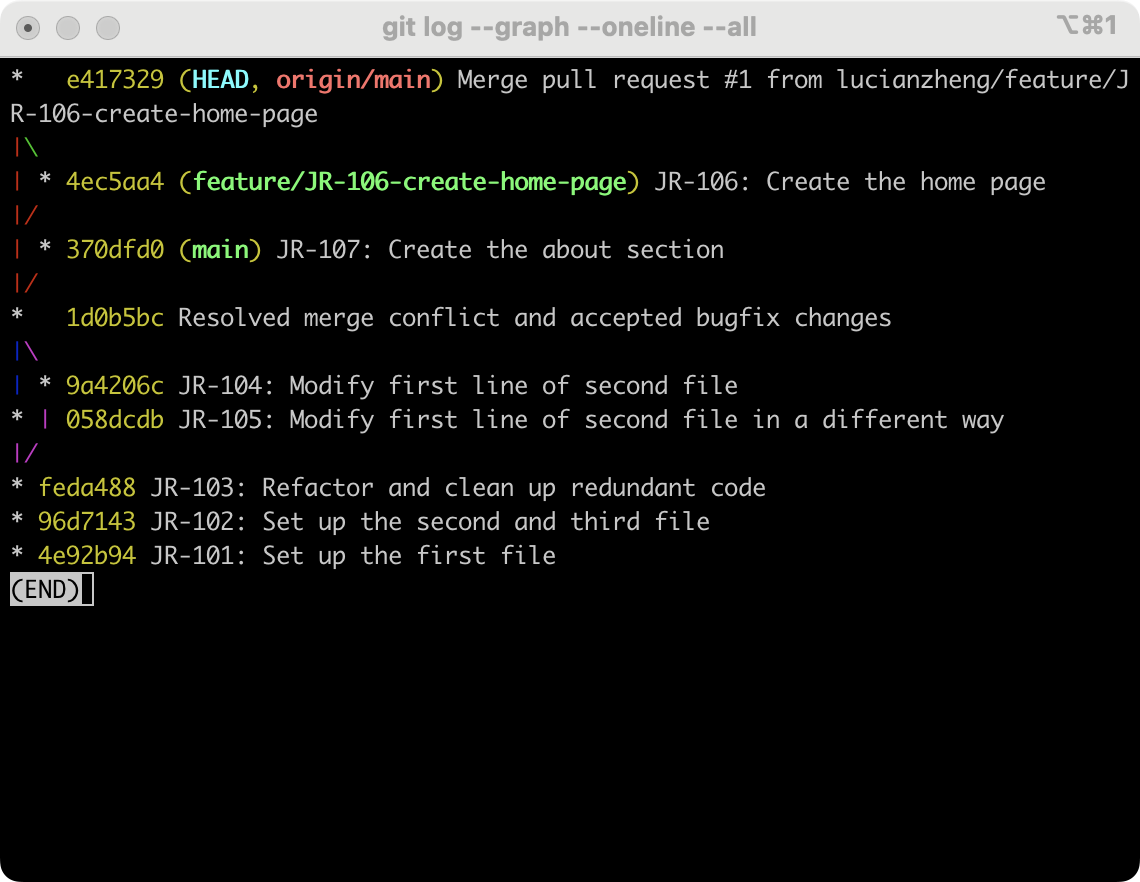 git log --graph --oneline --all ⌥⌘1
*   e417329 (HEAD, origin/main) Merge pull request #1 from lucianzheng/feature/J
R-106-create-home-page
|\
| * 4ec5aa4 (feature/JR-106-create-home-page) JR-106: Create the home page
|/
| * 370dfd0 (main) JR-107: Create the about section
|/
*   1d0b5bc Resolved merge conflict and accepted bugfix changes
|\
| * 9a4206c JR-104: Modify first line of second file
* | 058dcdb JR-105: Modify first line of second file in a different way
|/
* feda488 JR-103: Refactor and clean up redundant code
* 96d7143 JR-102: Set up the second and third file
* 4e92b94 JR-101: Set up the first file
(END)